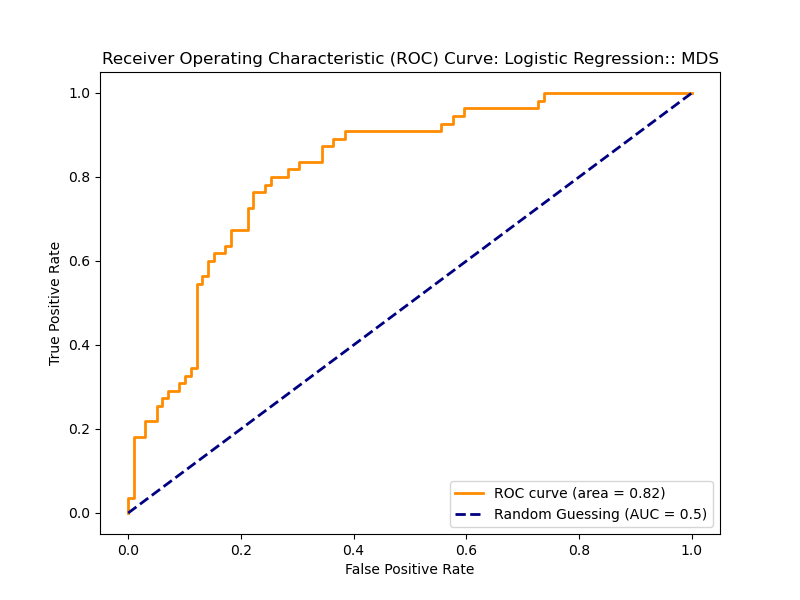 Receiver Operating Characteristic (ROC) Curve: Logistic Regression:: MDS
1.0
0.8
0.6
0.4
0.2
0.0
True Positive Rate
ROC curve (area = 0.82)
Random Guessing (AUC = 0.5)
0.0 0.2 0.4 0.6 0.8 1.0
False Positive Rate